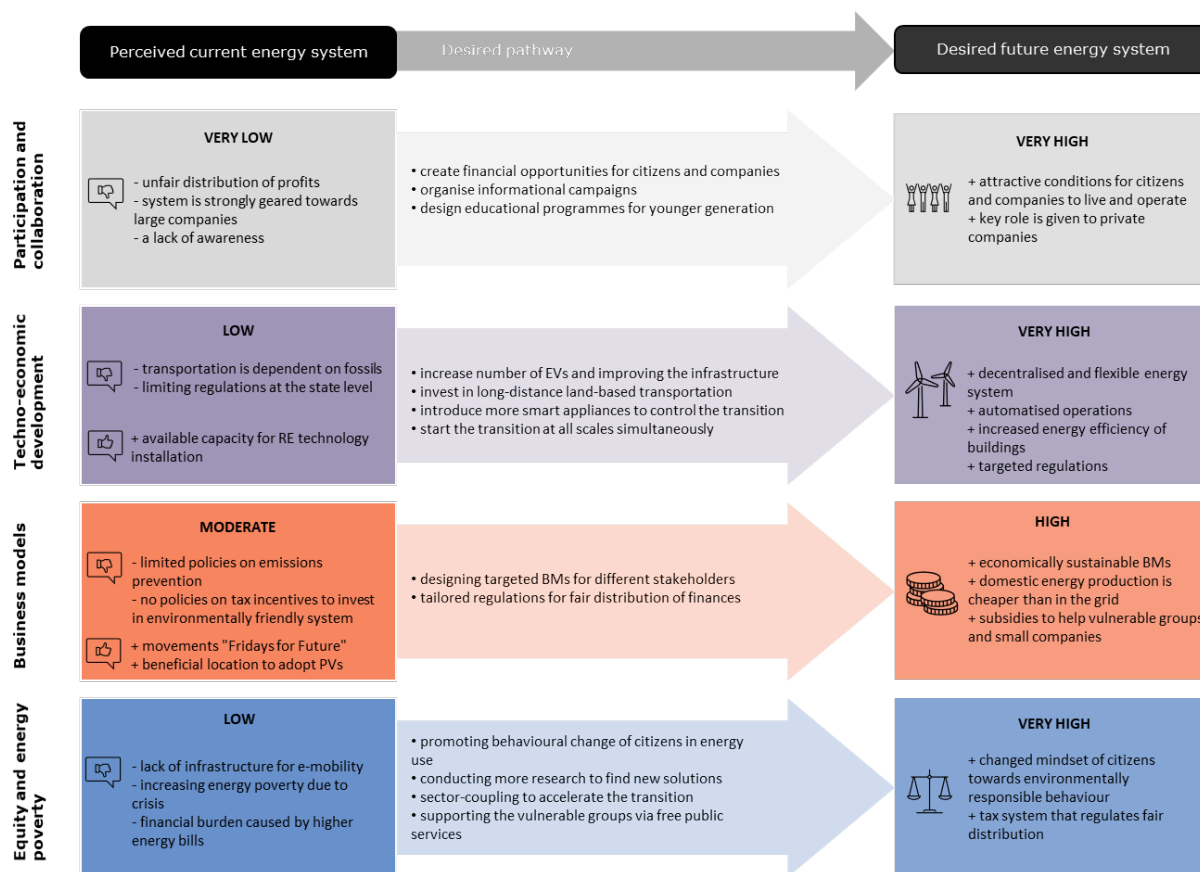 Perceived current energy system
Desired pathway
Desired future energy system
Participation and
collaboration
VERY LOW
- unfair distribution of profits
- system is strongly geared towards
large companies
- a lack of awareness
• create financial opportunities for citizens and companies
• organise informational campaigns
• design educational programmes for younger generation
VERY HIGH
+ attractive conditions for citizens
and companies to live and operate
+ key role is given to private
companies
Techno-economic
development
LOW
- transportation is dependent on fossils
- limiting regulations at the state level
+ available capacity for RE technology
installation
• increase number of EVs and improving the infrastructure
• invest in long-distance land-based transportation
• introduce more smart appliances to control the transition
• start the transition at all scales simultaneously
VERY HIGH
+ decentralised and flexible energy
system
+ automatised operations
+ increased energy efficiency of
buildings
+ targeted regulations
Business models
MODERATE
- limited policies on emissions
prevention
- no policies on tax incentives to invest
in environmentally friendly system
+ movements "Fridays for Future"
+ beneficial location to adopt PVs
• designing targeted BMs for different stakeholders
• tailored regulations for fair distribution of finances
HIGH
+ economically sustainable BMs
+ domestic energy production is
cheaper than in the grid
+ subsidies to help vulnerable groups
and small companies
Equity and energy
poverty
LOW
- lack of infrastructure for e-mobility
- increasing energy poverty due to
crisis
- financial burden caused by higher
energy bills
• promoting behavioural change of citizens in energy
use
• conducting more research to find new solutions
• sector-coupling to accelerate the transition
• supporting the vulnerable groups via free public
services
VERY HIGH
+ changed mindset of citizens
towards environmentally
responsible behaviour
+ tax system that regulates fair
distribution